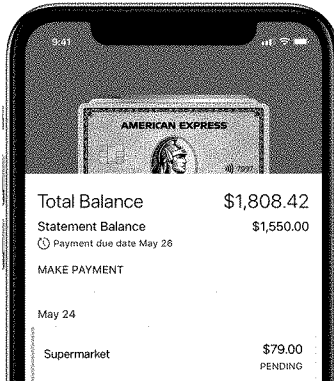 9:41
AMERICAN EXPRESS
Total Balance $1,808.42
Statement Balance $1,550.00
Payment due date May 26
MAKE PAYMENT
May 24
Supermarket $79.00
PENDING